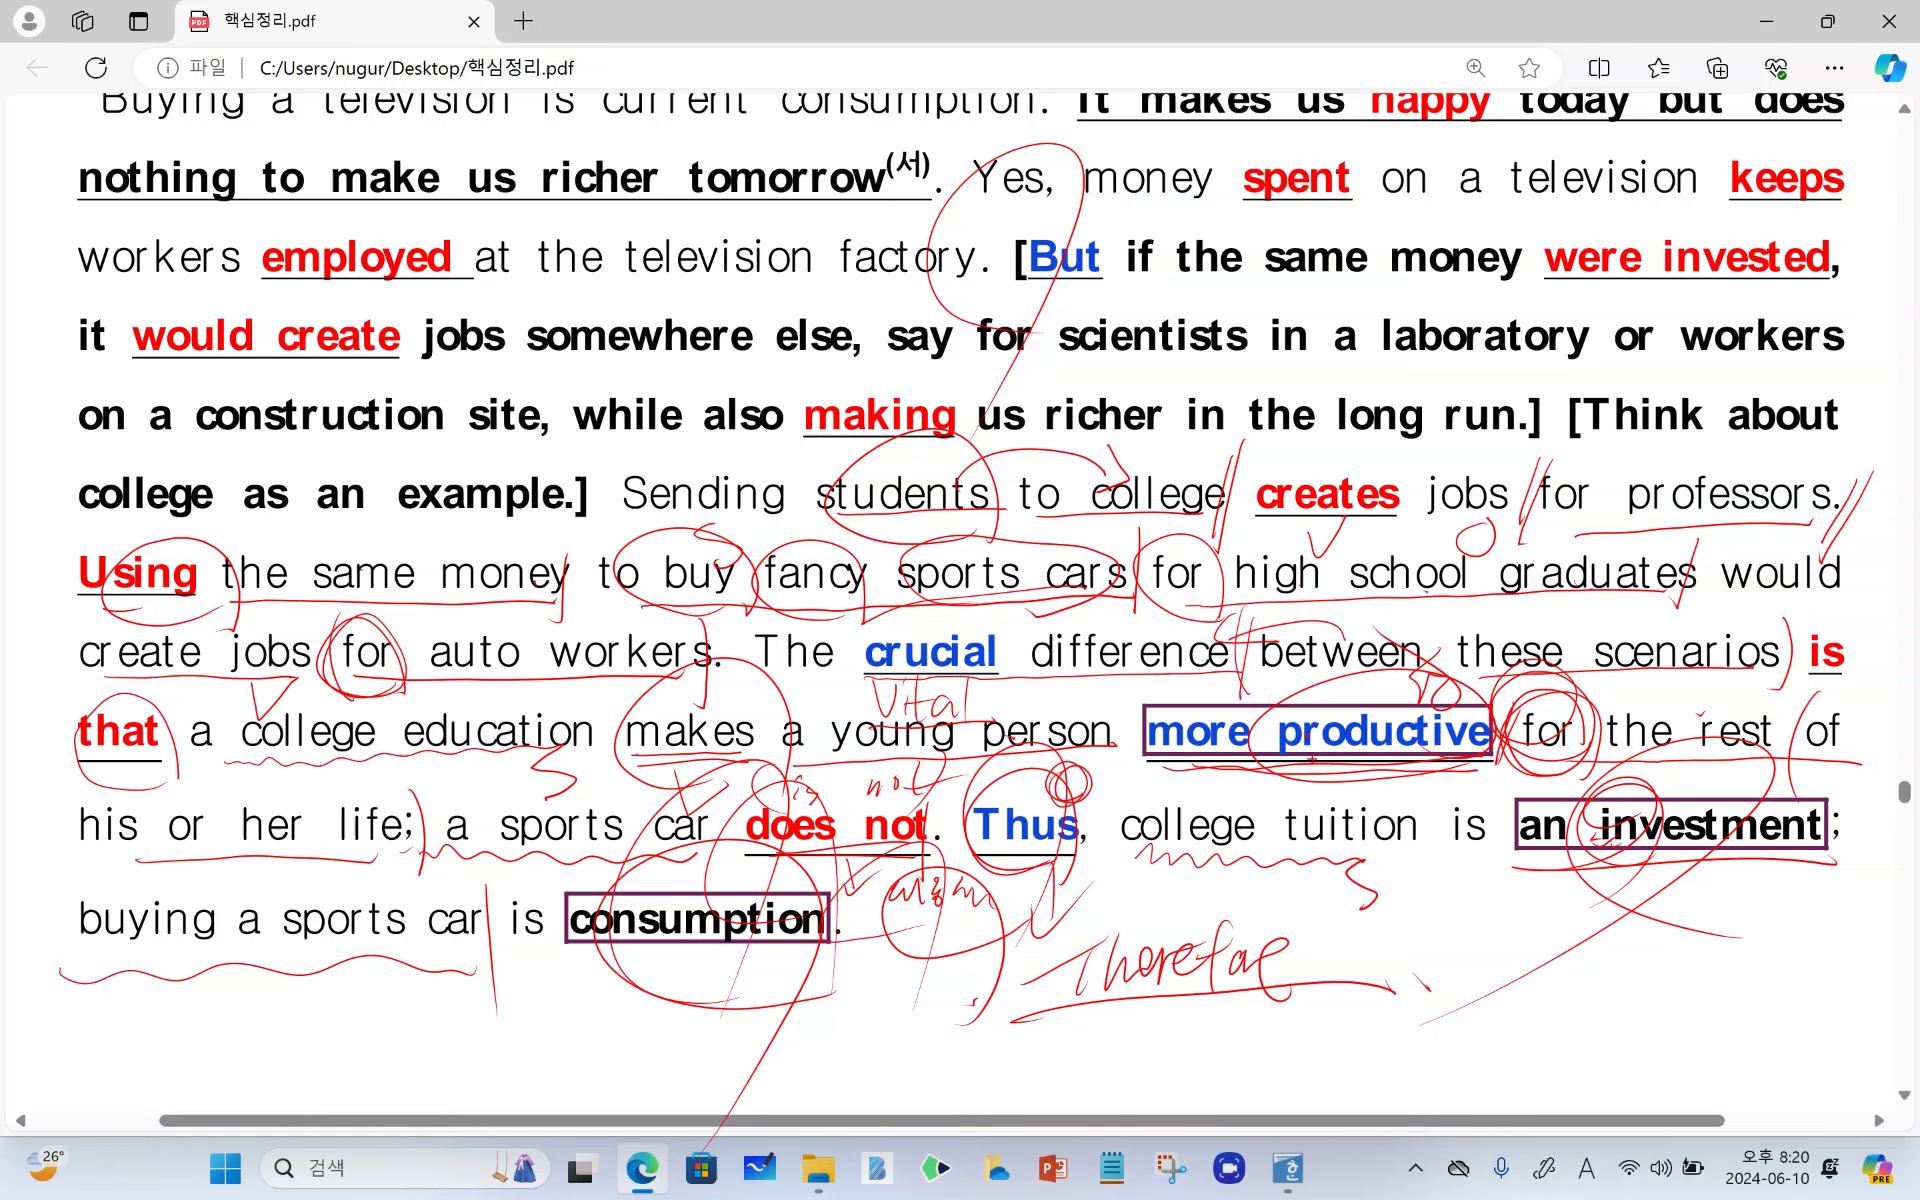 핵심정리.pdf
파일 C:/Users/nugur/Desktop/핵심정리.pdf
Buying a television is current consumption. It makes us happy today but does
nothing to make us richer tomorrow(서). Yes, money spent on a television keeps
workers employed at the television factory. [But if the same money were invested,
it would create jobs somewhere else, say for scientists in a laboratory or workers
on a construction site, while also making us richer in the long run.] [Think about
college as an example.] Sending students to college creates jobs for professors.
Using the same money to buy fancy sports cars for high school graduates would
create jobs for auto workers. The crucial difference between these scenarios is
vital
that a college education makes a young person more productive for the rest of
is not
his or her life; a sports car does not. Thus, college tuition is an investment;
buying a sports car is consumption.
Therefore
26°
검색
오후 8:20
2024-06-10
PRE